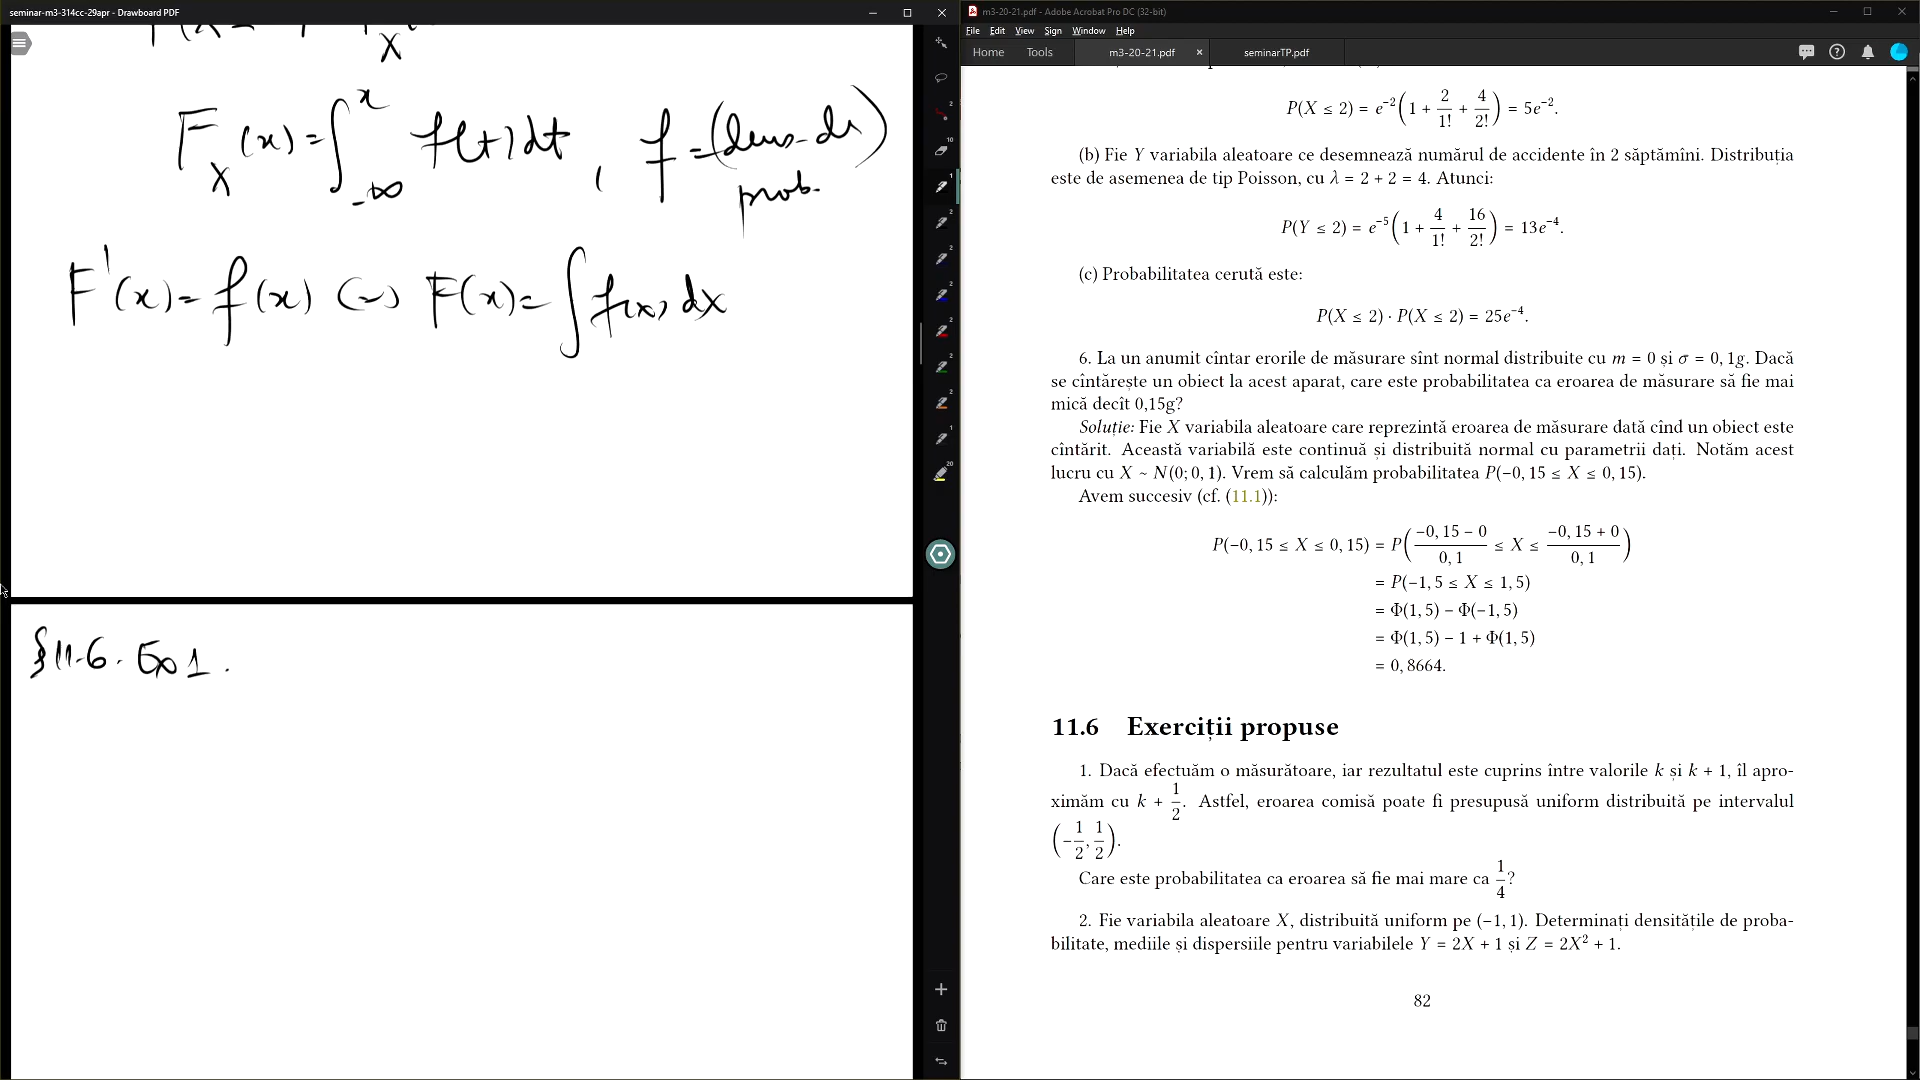 seminar-m3-314cc-29apr - Drawboard PDF
F_X(x) = ∫_{-∞}^{x} f(t) dt , f = (dens. de prob.)
F'(x) = f(x) (=) F(x) = ∫ f(x) dx
§11.6. Ex 1.
m3-20-21.pdf - Adobe Acrobat Pro DC (32-bit)
File Edit View Sign Window Help
Home Tools m3-20-21.pdf × seminarTP.pdf
P(X ≤ 2) = e^{-2}(1 + 2/1! + 4/2!) = 5e^{-2}.
(b) Fie Y variabila aleatoare ce desemnează numărul de accidente în 2 săptămîni. Distribuția
este de asemenea de tip Poisson, cu λ = 2 + 2 = 4. Atunci:
P(Y ≤ 2) = e^{-5}(1 + 4/1! + 16/2!) = 13e^{-4}.
(c) Probabilitatea cerută este:
P(X ≤ 2) · P(X ≤ 2) = 25e^{-4}.
6. La un anumit cîntar erorile de măsurare sînt normal distribuite cu m = 0 și σ = 0, 1g. Dacă
se cîntărește un obiect la acest aparat, care este probabilitatea ca eroarea de măsurare să fie mai
mică decît 0,15g?
Soluție: Fie X variabila aleatoare care reprezintă eroarea de măsurare dată cînd un obiect este
cîntărit. Această variabilă este continuă și distribuită normal cu parametrii dați. Notăm acest
lucru cu X ~ N(0; 0, 1). Vrem să calculăm probabilitatea P(−0, 15 ≤ X ≤ 0, 15).
Avem succesiv (cf. (11.1)):
P(−0, 15 ≤ X ≤ 0, 15) = P((−0, 15 − 0)/0, 1 ≤ X ≤ (−0, 15 + 0)/0, 1)
= P(−1, 5 ≤ X ≤ 1, 5)
= Φ(1, 5) − Φ(−1, 5)
= Φ(1, 5) − 1 + Φ(1, 5)
= 0, 8664.
11.6 Exerciții propuse
1. Dacă efectuăm o măsurătoare, iar rezultatul este cuprins între valorile k și k + 1, îl apro-
ximăm cu k + 1/2. Astfel, eroarea comisă poate fi presupusă uniform distribuită pe intervalul
(−1/2, 1/2).
Care este probabilitatea ca eroarea să fie mai mare ca 1/4?
2. Fie variabila aleatoare X, distribuită uniform pe (−1, 1). Determinați densitățile de proba-
bilitate, mediile și dispersiile pentru variabilele Y = 2X + 1 și Z = 2X² + 1.
82